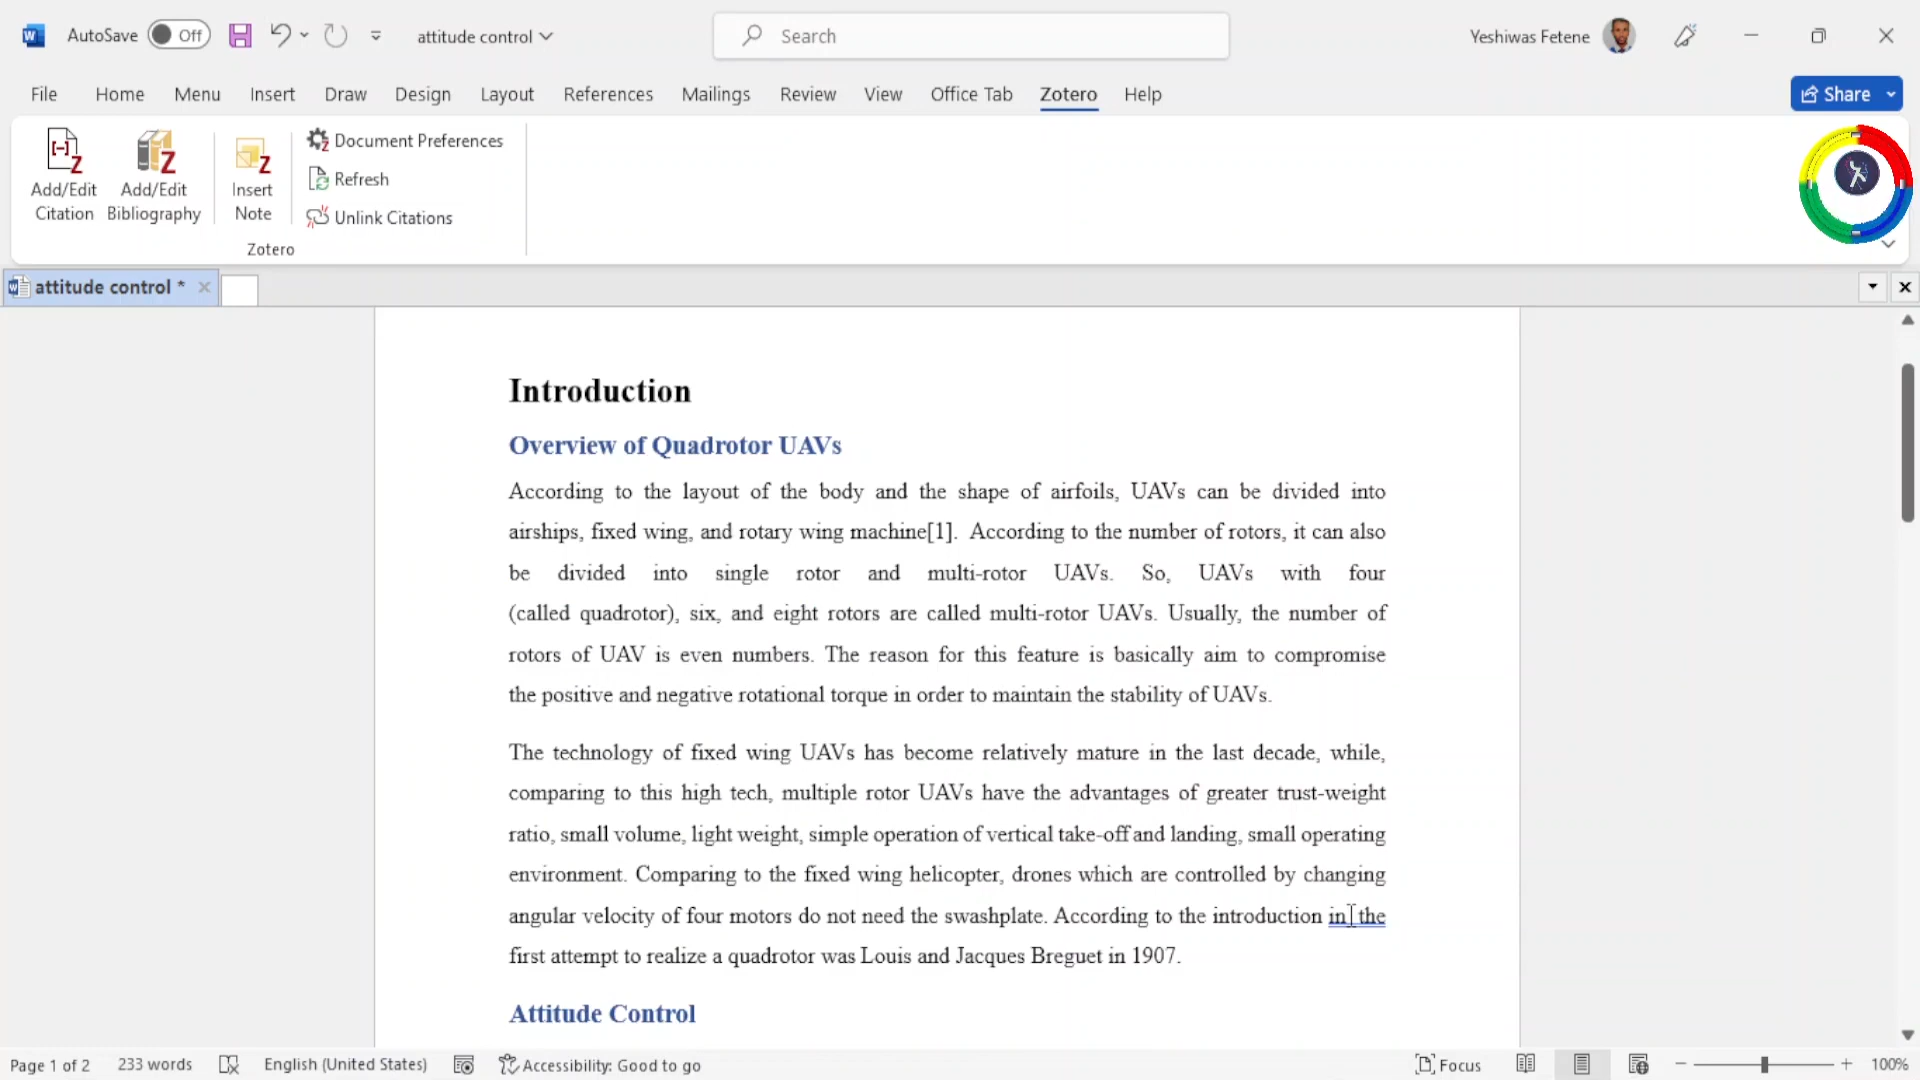 AutoSave Off attitude control Search Yeshiwas Fetene
File Home Menu Insert Draw Design Layout References Mailings Review View Office Tab Zotero Help Share
Add/Edit Citation
Add/Edit Bibliography
Insert Note
Document Preferences
Refresh
Unlink Citations
Zotero
attitude control *
Introduction
Overview of Quadrotor UAVs
According to the layout of the body and the shape of airfoils, UAVs can be divided into
airships, fixed wing, and rotary wing machine[1]. According to the number of rotors, it can also
be divided into single rotor and multi-rotor UAVs. So, UAVs with four
(called quadrotor), six, and eight rotors are called multi-rotor UAVs. Usually, the number of
rotors of UAV is even numbers. The reason for this feature is basically aim to compromise
the positive and negative rotational torque in order to maintain the stability of UAVs.
The technology of fixed wing UAVs has become relatively mature in the last decade, while,
comparing to this high tech, multiple rotor UAVs have the advantages of greater trust-weight
ratio, small volume, light weight, simple operation of vertical take-off and landing, small operating
environment. Comparing to the fixed wing helicopter, drones which are controlled by changing
angular velocity of four motors do not need the swashplate. According to the introduction in the
first attempt to realize a quadrotor was Louis and Jacques Breguet in 1907.
Attitude Control
Page 1 of 2 233 words English (United States) Accessibility: Good to go Focus 100%